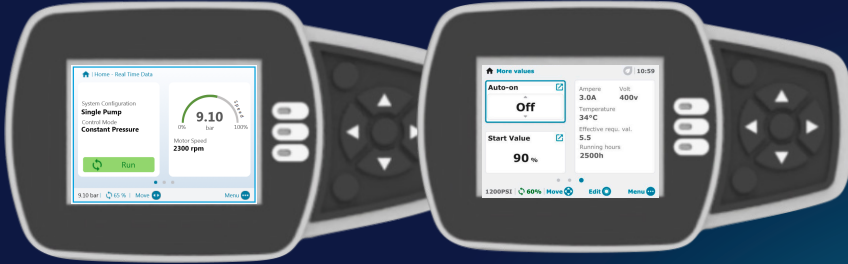 Home - Real Time Data
System Configuration
Single Pump
Control Mode
Constant Pressure
Run
Speed
9.10
0% bar 100%
Motor Speed
2300 rpm
9.10 bar | 65 % | Move
Menu
More values
10:59
Auto-on
Off
Start Value
90 %
Ampere Volt
3.0A 400v
Temperature
34°C
Effective requ. val.
5.5
Running hours
2500h
1200PSI 60% Move Edit Menu